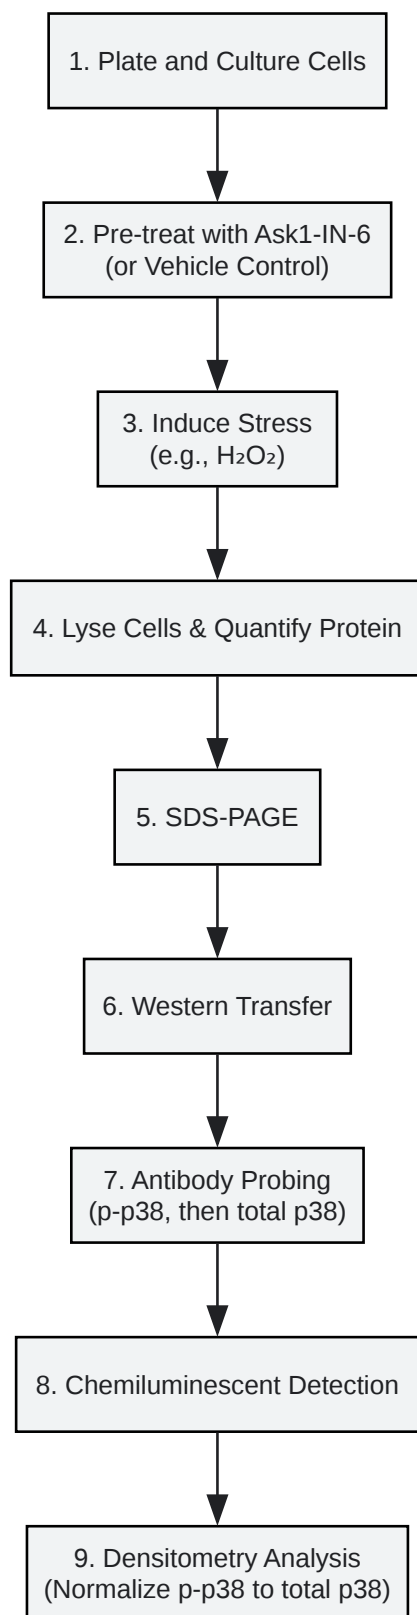 1. Plate and Culture Cells
2. Pre-treat with Ask1-IN-6
(or Vehicle Control)
3. Induce Stress
(e.g., H₂O₂)
4. Lyse Cells & Quantify Protein
5. SDS-PAGE
6. Western Transfer
7. Antibody Probing
(p-p38, then total p38)
8. Chemiluminescent Detection
9. Densitometry Analysis
(Normalize p-p38 to total p38)